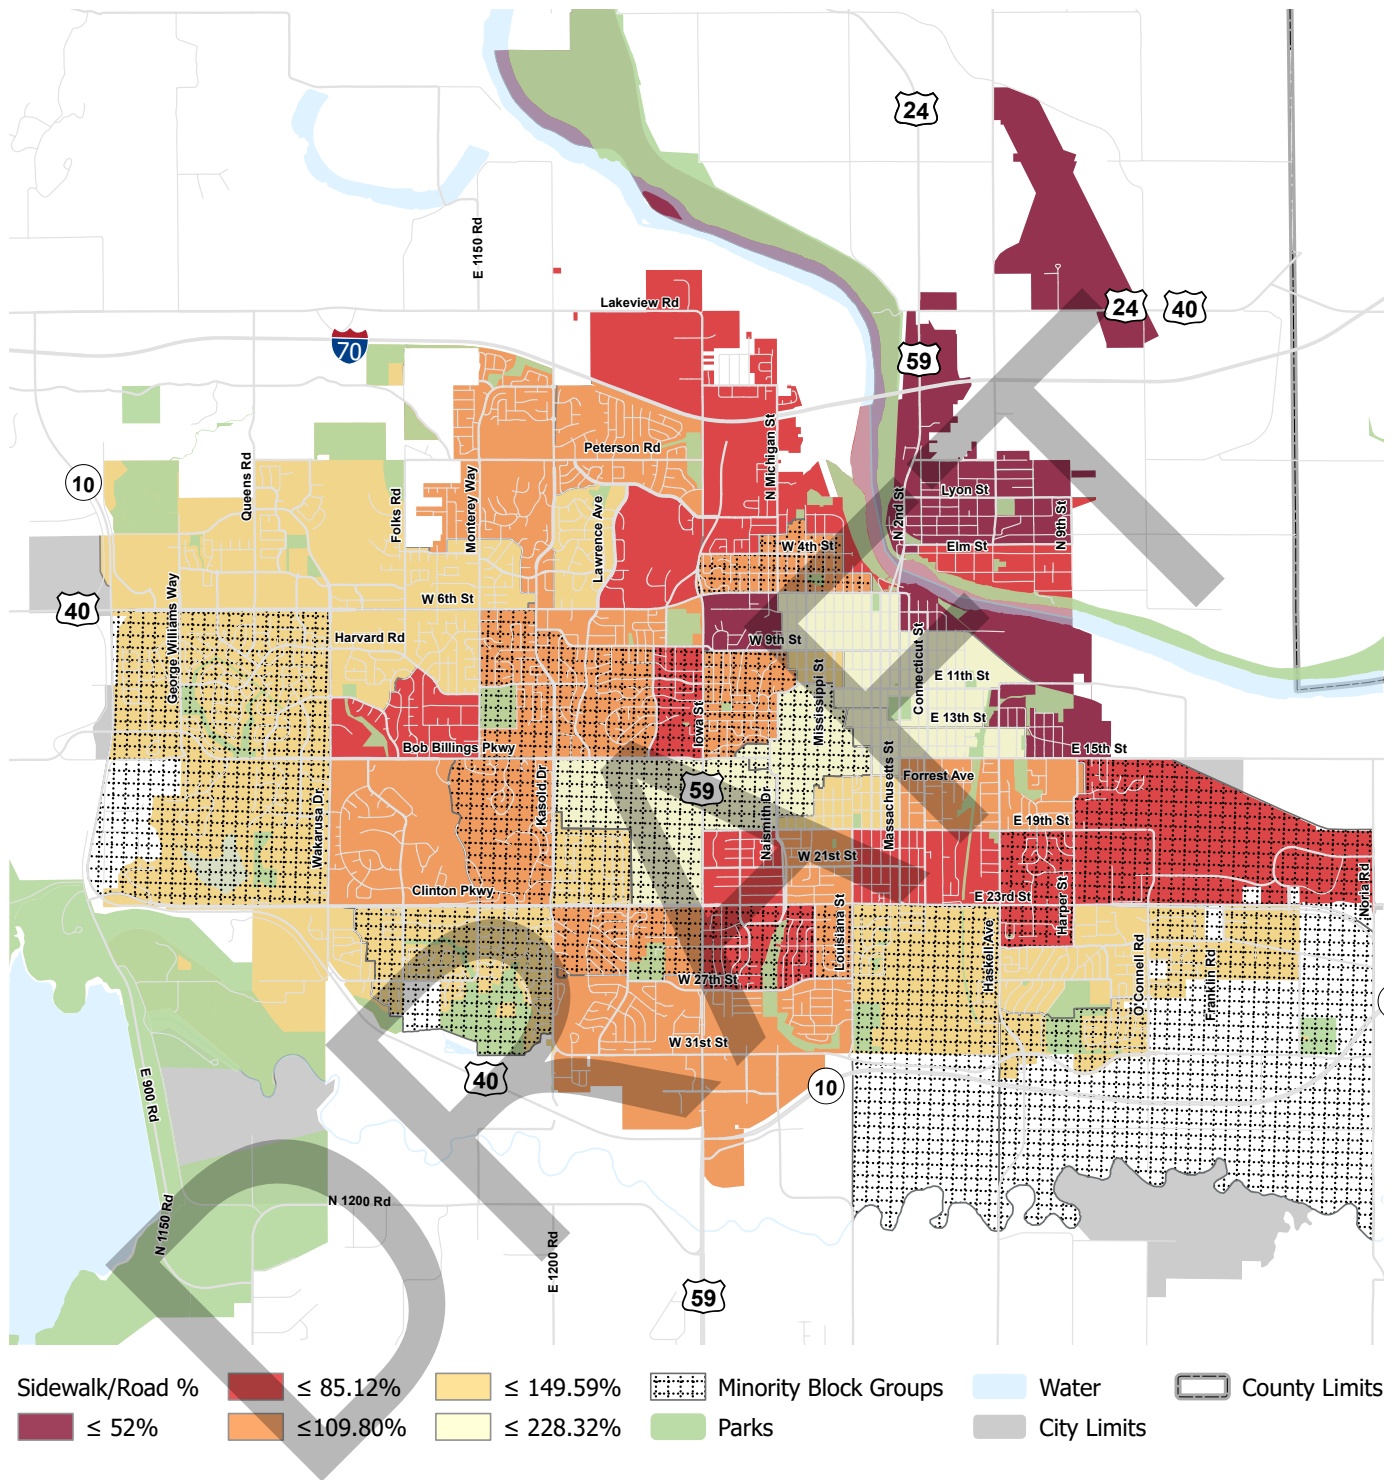 24
E 1150 Rd
Lakeview Rd
24
40
59
70
Peterson Rd
N Michigan St
Queens Rd
10
Folks Rd
Monterey Way
Lawrence Ave
Lyon St
N 2nd St
N 9th St
W 4th St
Elm St
40
George Williams Way
W 6th St
Harvard Rd
W 9th St
Mississippi St
Connecticut St
E 11th St
Iowa St
E 13th St
Bob Billings Pkwy
E 15th St
Wakarusa Dr
Kasold Dr
59
Naismith Dr
Massachusetts St
Forrest Ave
E 19th St
W 21st St
Clinton Pkwy
E 23rd St
Harper St
Noria Rd
Louisiana St
Haskell Ave
O'Connell Rd
Franklin Rd
W 27th St
W 31st St
40
10
E 900 Rd
N 1200 Rd
N 1150 Rd
E 1200 Rd
59
DRAFT
Sidewalk/Road %
≤ 52%
≤ 85.12%
≤109.80%
≤ 149.59%
≤ 228.32%
Minority Block Groups
Parks
Water
City Limits
County Limits